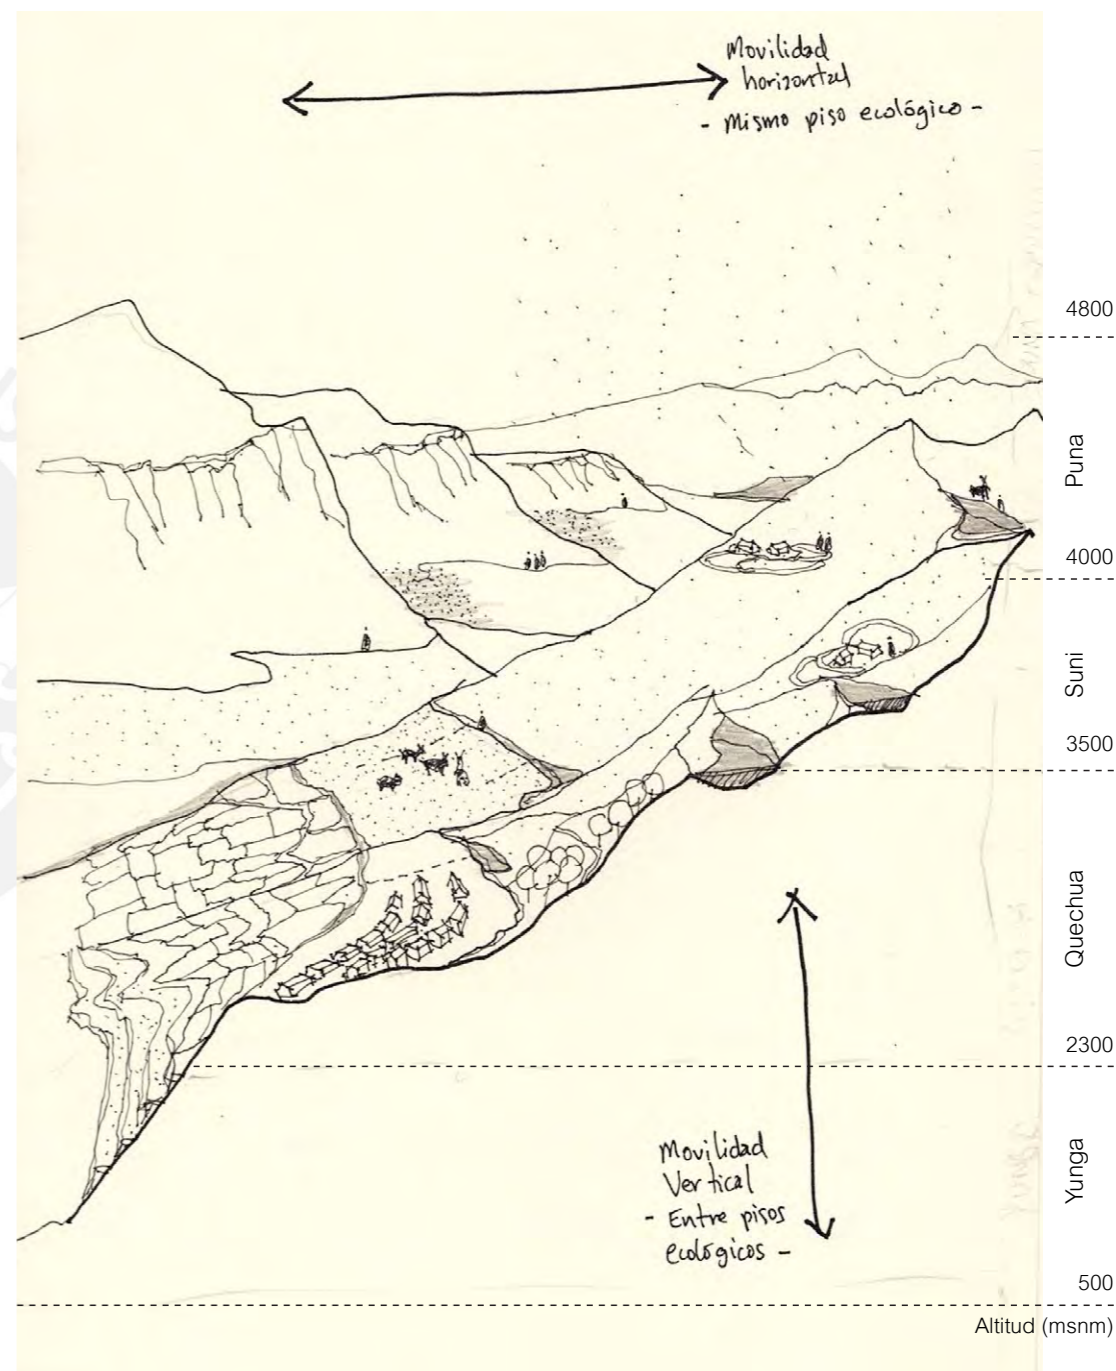 Movilidad
horizontal
- Mismo piso ecológico -
4800
Puna
4000
Suni
3500
Quechua
2300
Movilidad
Vertical
- Entre pisos
ecológicos -
Yunga
500
Altitud (msnm)